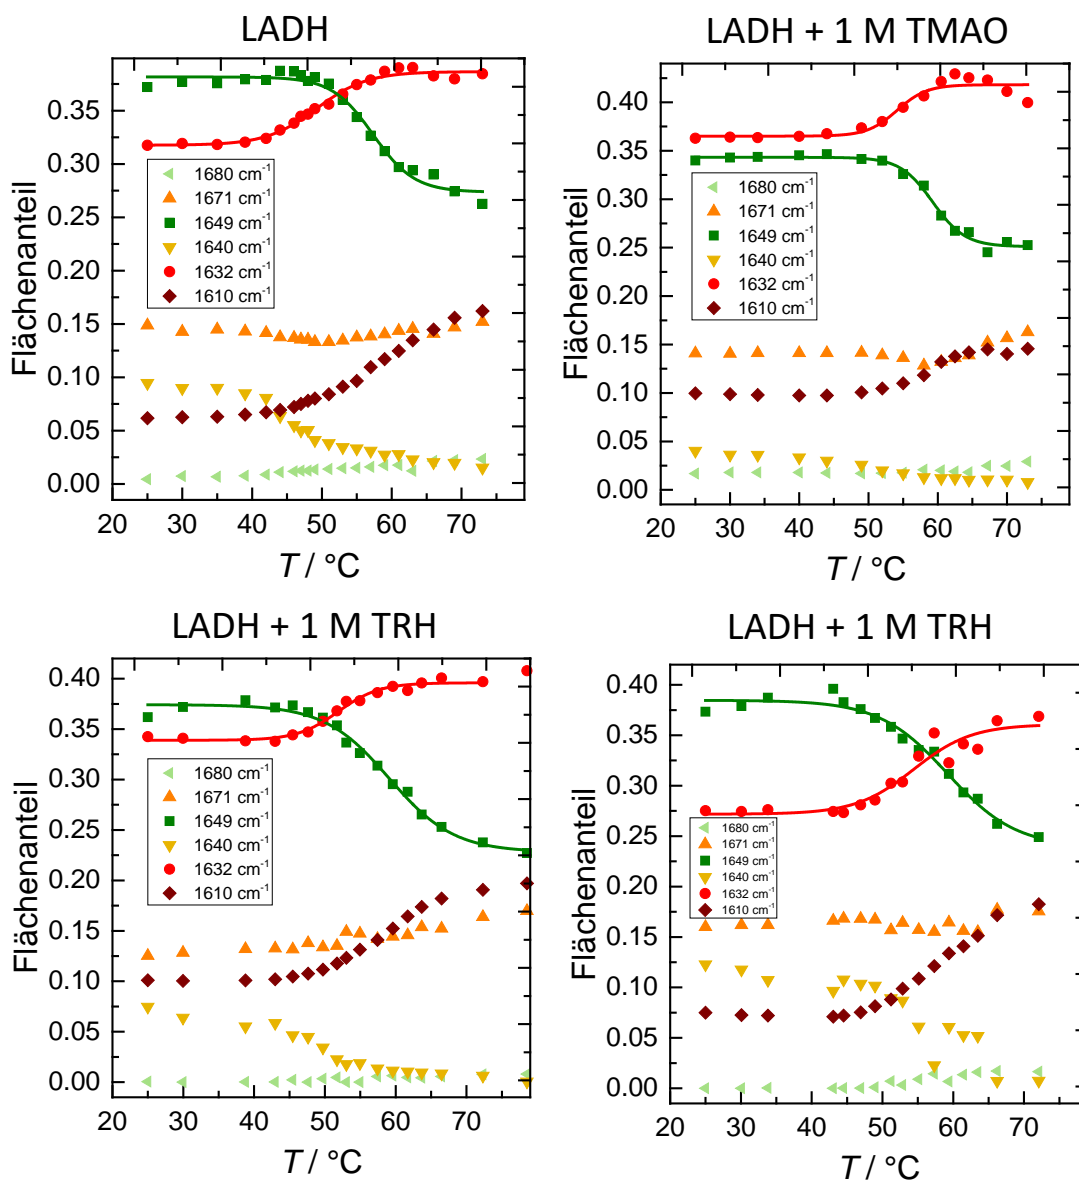 LADH
Flächenanteil
0.35
0.30
0.25
0.20
0.15
0.10
0.05
0.00
1680 cm⁻¹
1671 cm⁻¹
1649 cm⁻¹
1640 cm⁻¹
1632 cm⁻¹
1610 cm⁻¹
20 30 40 50 60 70
T / °C
LADH + 1 M TMAO
Flächenanteil
0.40
0.35
0.30
0.25
0.20
0.15
0.10
0.05
0.00
1680 cm⁻¹
1671 cm⁻¹
1649 cm⁻¹
1640 cm⁻¹
1632 cm⁻¹
1610 cm⁻¹
20 30 40 50 60 70
T / °C
LADH + 1 M TRH
Flächenanteil
0.40
0.35
0.30
0.25
0.20
0.15
0.10
0.05
0.00
1680 cm⁻¹
1671 cm⁻¹
1649 cm⁻¹
1640 cm⁻¹
1632 cm⁻¹
1610 cm⁻¹
20 30 40 50 60 70
T / °C
LADH + 1 M TRH
Flächenanteil
0.40
0.35
0.30
0.25
0.20
0.15
0.10
0.05
0.00
1680 cm⁻¹
1671 cm⁻¹
1649 cm⁻¹
1640 cm⁻¹
1632 cm⁻¹
1610 cm⁻¹
20 30 40 50 60 70
T / °C